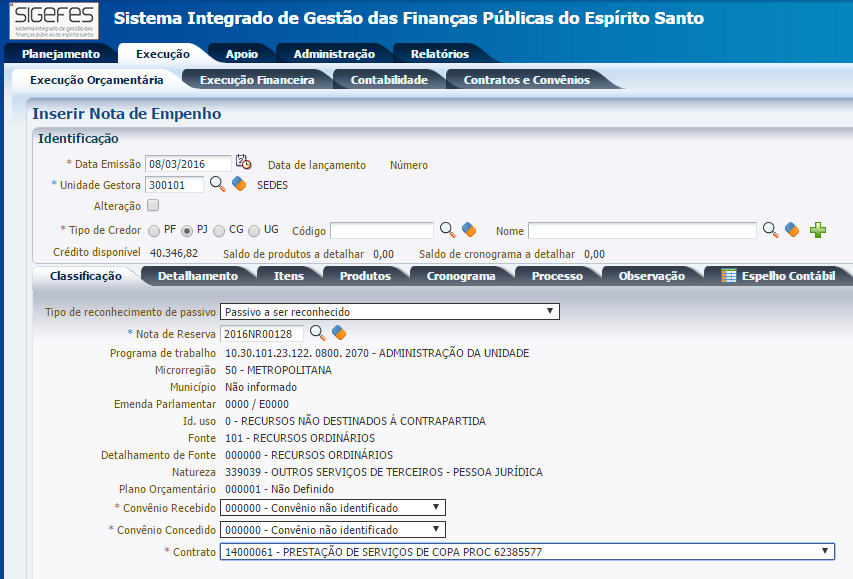 SIGEFES Sistema Integrado de Gestão das Finanças Públicas do Espírito Santo
sistema integrado de gestão das
finanças públicas do espírito santo
Planejamento Execução Apoio Administração Relatórios
Execução Orçamentária Execução Financeira Contabilidade Contratos e Convênios
Inserir Nota de Empenho
Identificação
* Data Emissão 08/03/2016 Data de lançamento Número
* Unidade Gestora 300101 SEDES
Alteração
* Tipo de Credor PF PJ CG UG Código Nome
Crédito disponível 40.346,82 Saldo de produtos a detalhar 0,00 Saldo de cronograma a detalhar 0,00
Classificação Detalhamento Itens Produtos Cronograma Processo Observação Espelho Contábil
Tipo de reconhecimento de passivo Passivo a ser reconhecido
* Nota de Reserva 2016NR00128
Programa de trabalho 10.30.101.23.122. 0800. 2070 - ADMINISTRAÇÃO DA UNIDADE
Microrregião 50 - METROPOLITANA
Município Não informado
Emenda Parlamentar 0000 / E0000
Id. uso 0 - RECURSOS NÃO DESTINADOS À CONTRAPARTIDA
Fonte 101 - RECURSOS ORDINÁRIOS
Detalhamento de Fonte 000000 - RECURSOS ORDINÁRIOS
Natureza 339039 - OUTROS SERVIÇOS DE TERCEIROS - PESSOA JURÍDICA
Plano Orçamentário 000001 - Não Definido
* Convênio Recebido 000000 - Convênio não identificado
* Convênio Concedido 000000 - Convênio não identificado
* Contrato 14000061 - PRESTAÇÃO DE SERVIÇOS DE COPA PROC 62385577